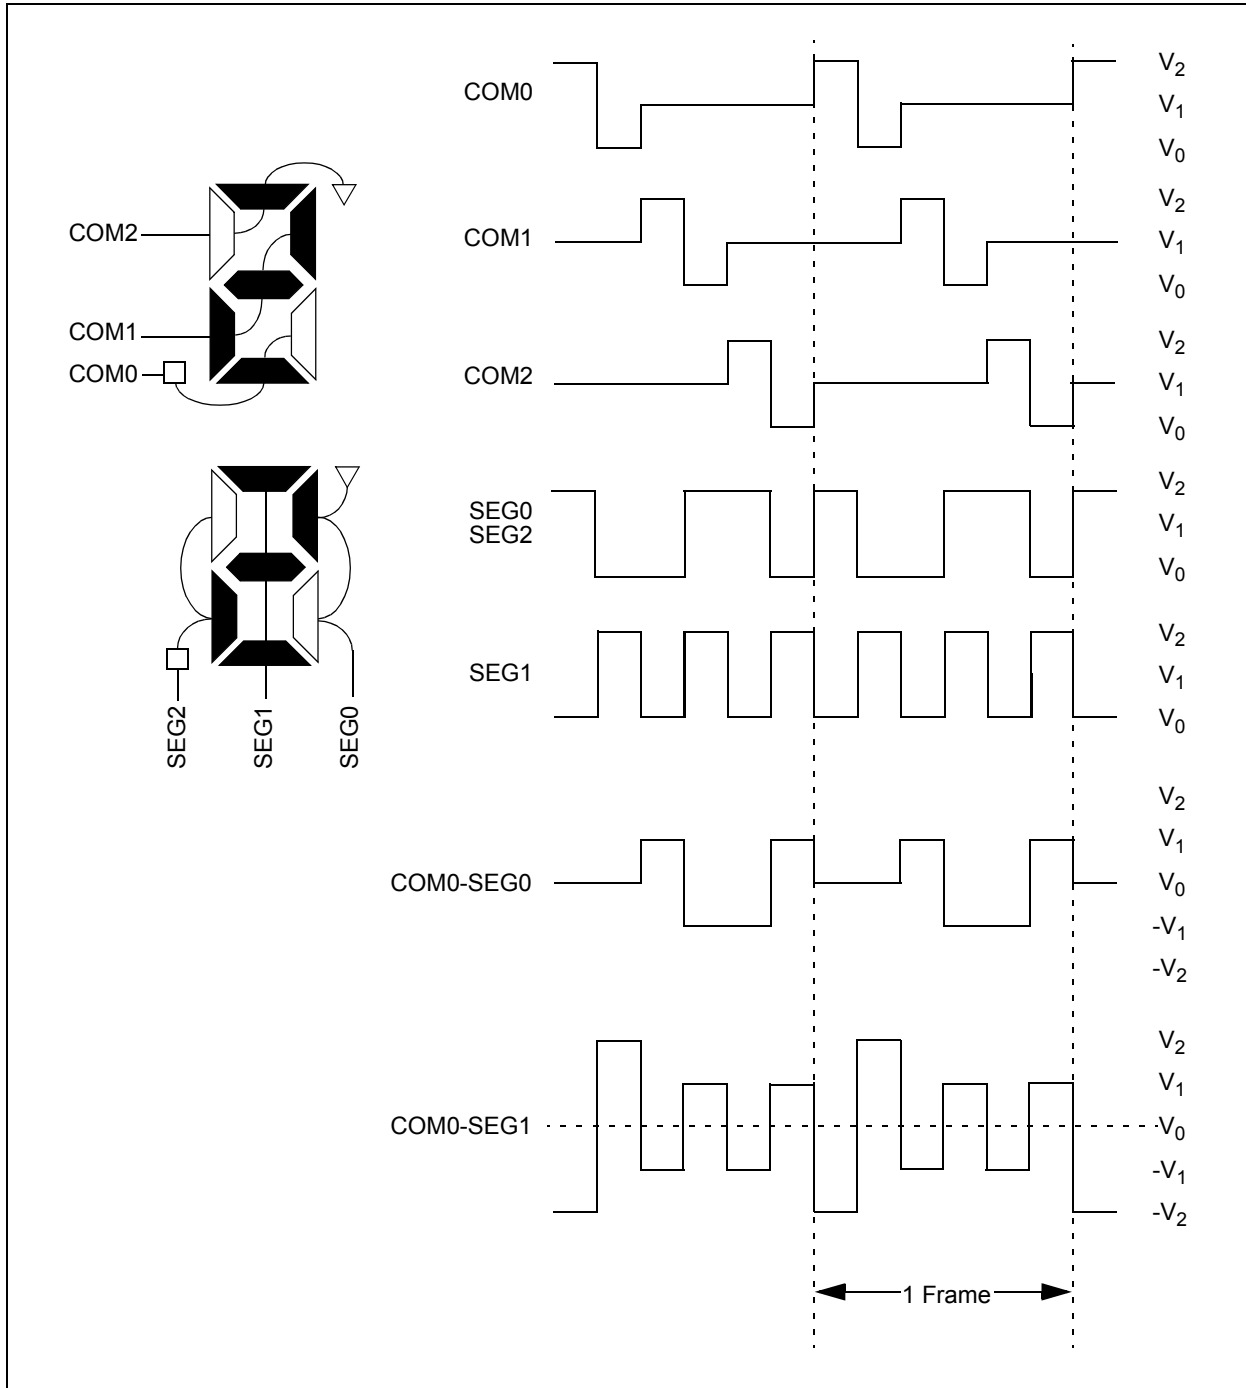 COM0
V2
V1
V0
COM2
COM1
COM0
COM1
V2
V1
V0
COM2
V2
V1
V0
SEG0
SEG2
V2
V1
V0
SEG1
V2
V1
V0
SEG2
SEG1
SEG0
COM0-SEG0
V2
V1
V0
-V1
-V2
COM0-SEG1
V2
V1
V0
-V1
-V2
1 Frame